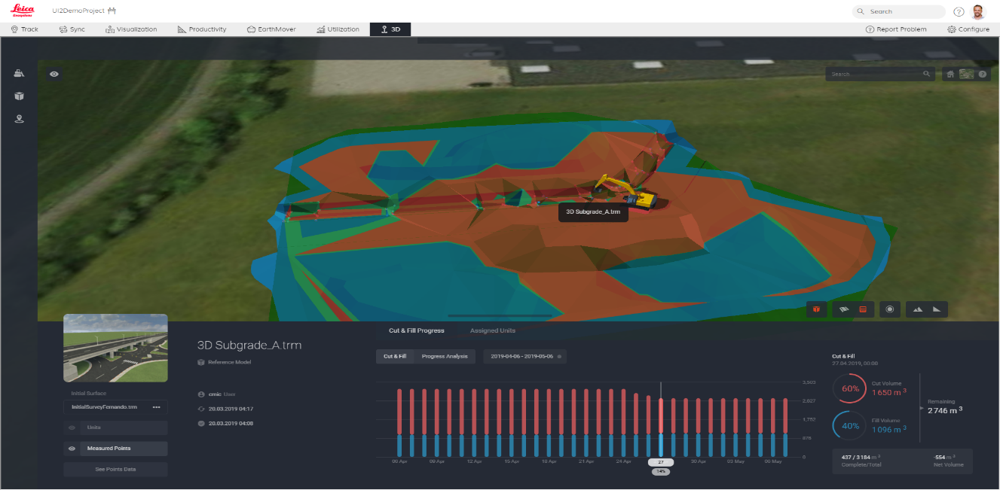 Leica
Geosystems
UI2DemoProject
Search
?
Track
Sync
Visualization
Productivity
EarthMover
Utilization
3D
? Report Problem
Configure
Search
?
3D Subgrade_A.trm
Cut & Fill Progress
Assigned Units
3D Subgrade_A.trm
Reference Model
Cut & Fill
Progress Analysis
2019-04-06 - 2019-05-06
Cut & Fill
27.04.2019, 00:00
Initial Surface
InitialSurveyFernando.trm
Units
Measured Points
See Points Data
cmic User
20.03.2019 04:17
20.03.2019 04:08
3,503
2,627
1,752
876
0
06 Apr
09 Apr
12 Apr
15 Apr
18 Apr
21 Apr
24 Apr
27
30 Apr
03 May
06 May
14%
60%
Cut Volume
1 650 m 3
40%
Fill Volume
1 096 m 3
Remaining
2 746 m 3
437 / 3 184 m 3
Complete/Total
-554 m 3
Net Volume